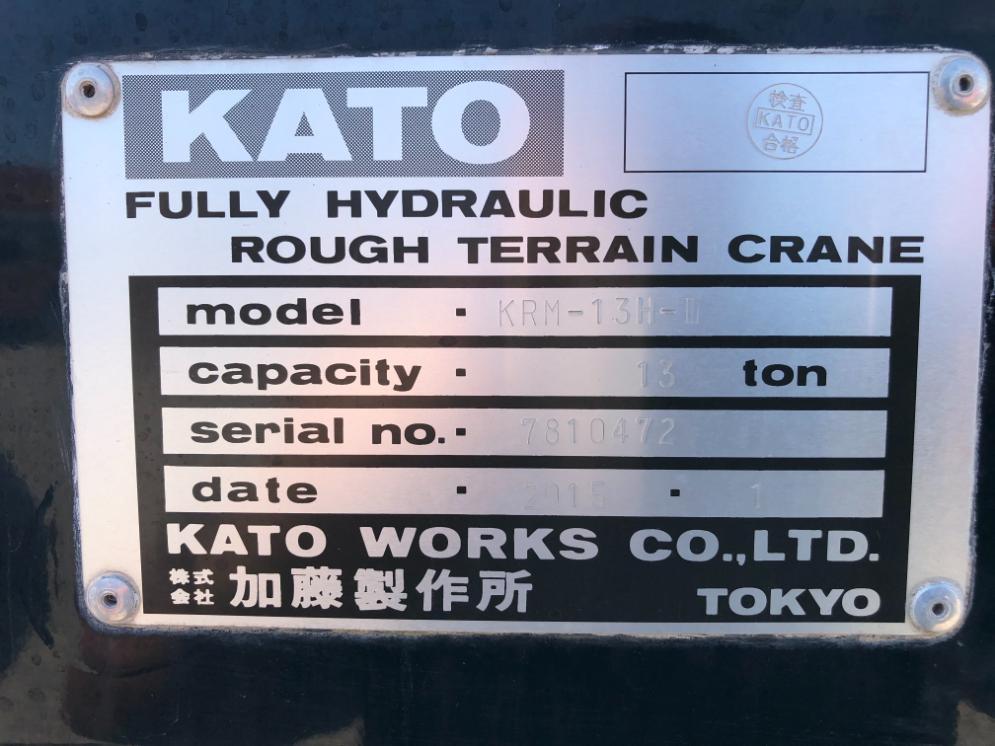 KATO
検査
KATO
合格
FULLY HYDRAULIC
ROUGH TERRAIN CRANE
model · KRM-13H-Ⅱ
capacity · 13 ton
serial no.· 7810472
date · 2015 · 1
KATO WORKS CO.,LTD.
株式会社 加藤製作所 TOKYO